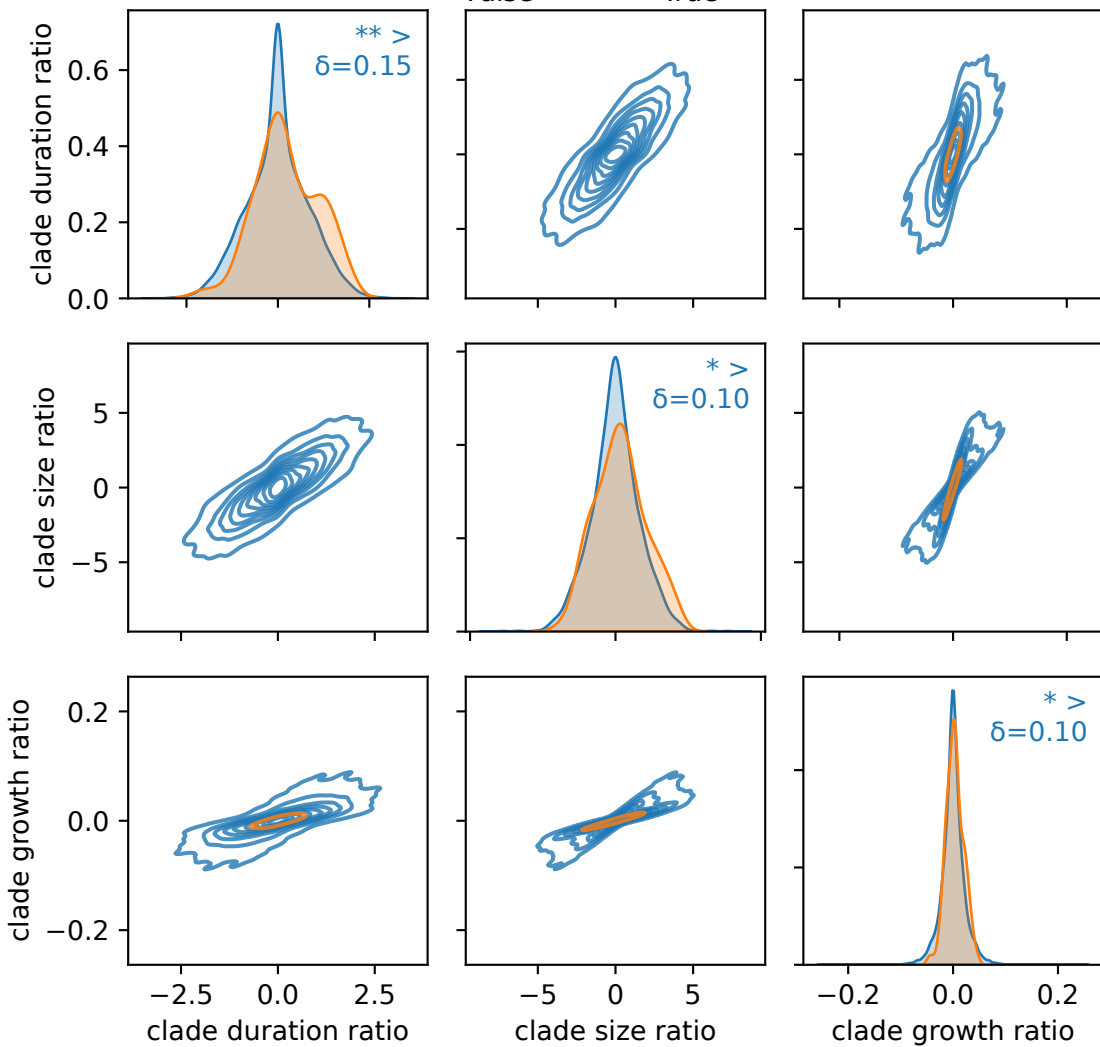 clade duration ratio
0.6
0.4
0.2
0.0
** >
δ=0.15
clade size ratio
5
0
−5
* >
δ=0.10
clade growth ratio
0.2
0.0
−0.2
* >
δ=0.10
−2.5 0.0 2.5
−5 0 5
−0.2 0.0 0.2
clade duration ratio
clade size ratio
clade growth ratio